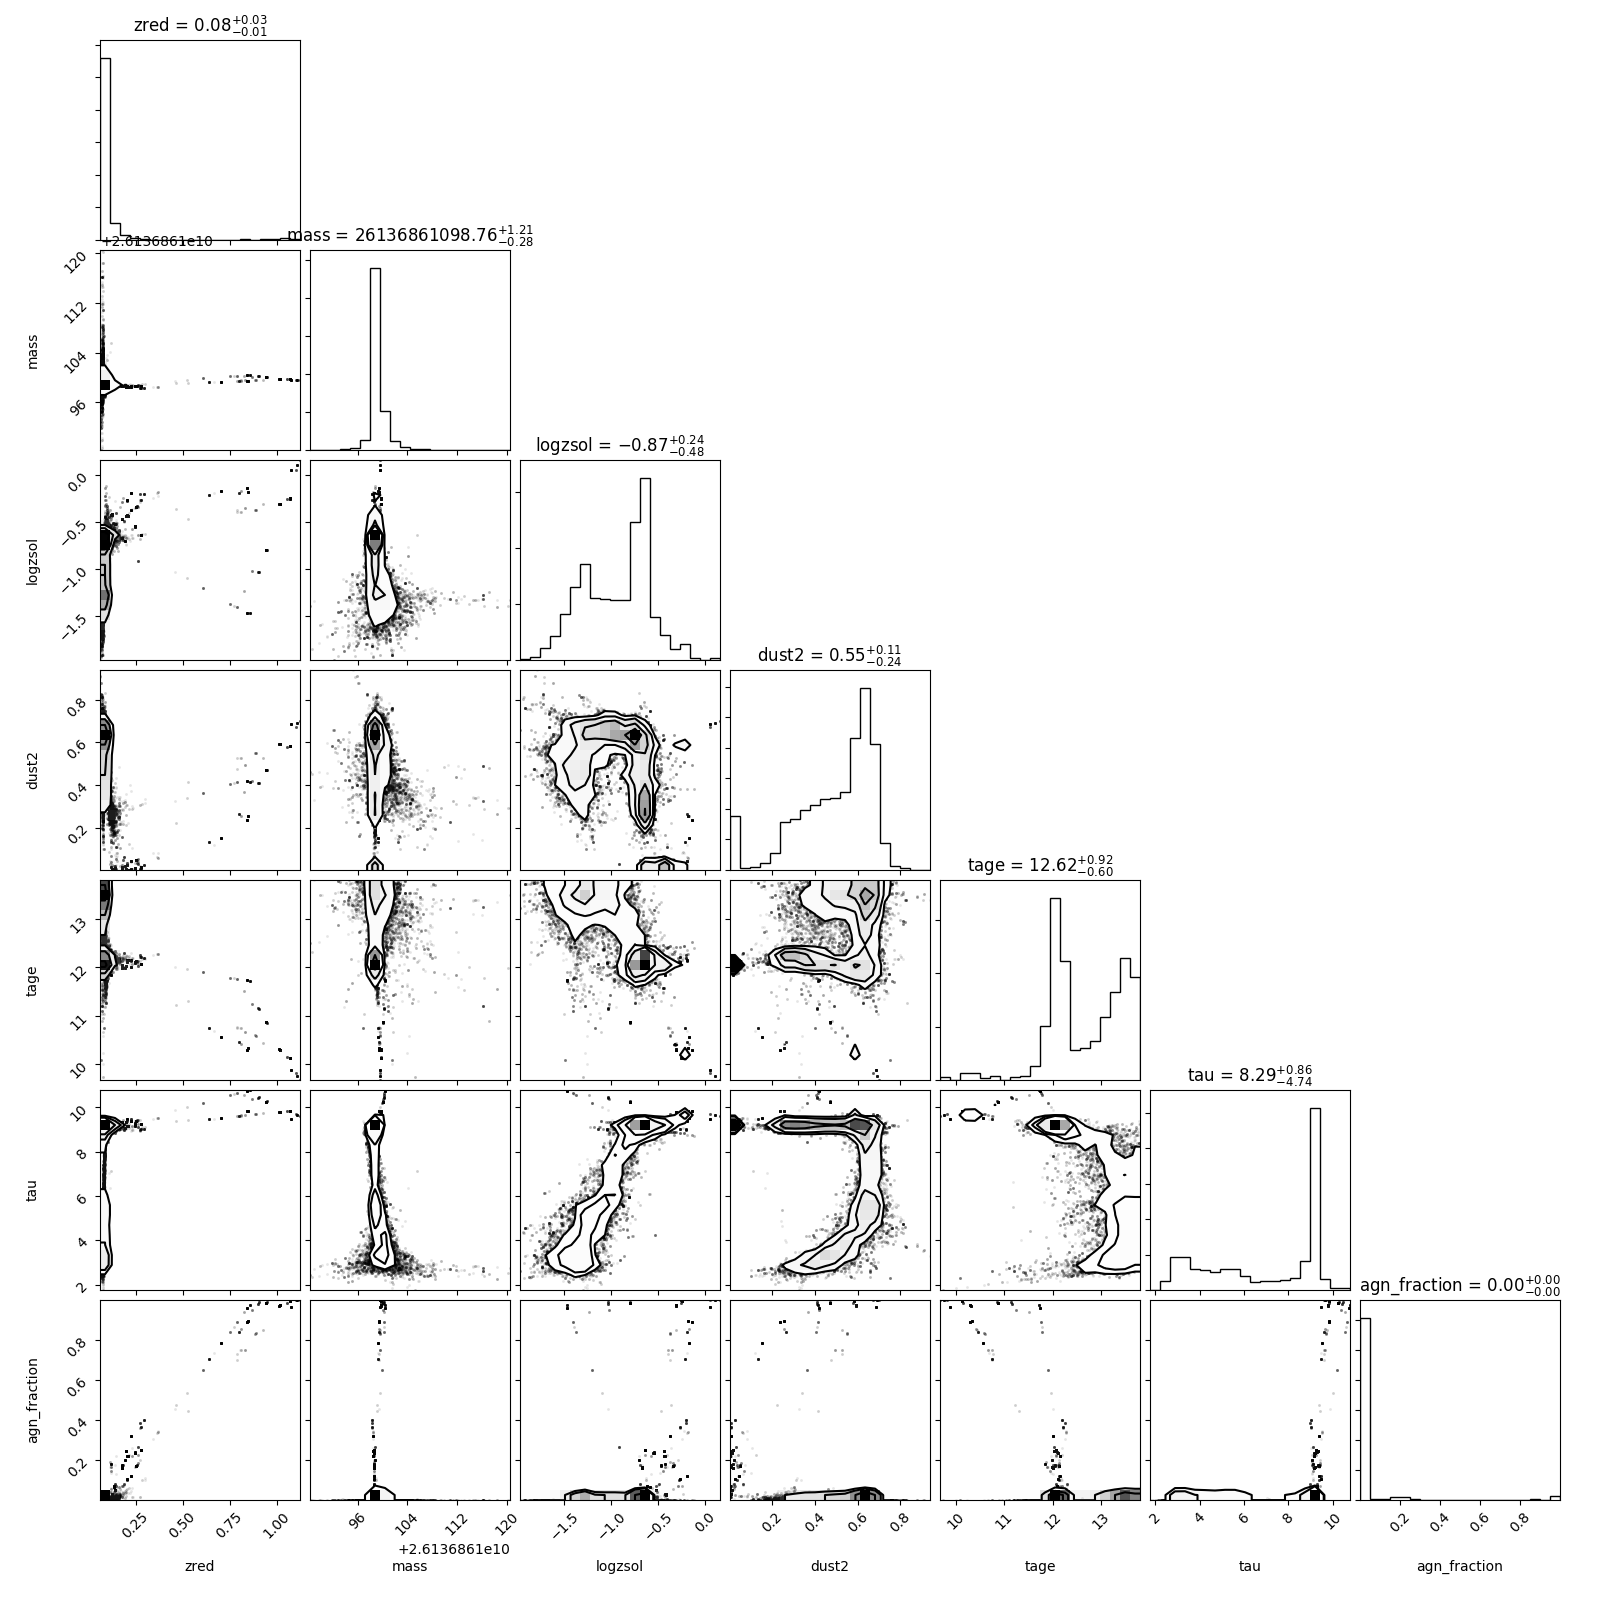 zred = 0.08+0.03−0.01
+2.6136861e10
mass = 26136861098.76+1.21−0.28
120
112
104
96
mass
logzsol = −0.87+0.24−0.48
0.0
−0.5
−1.0
−1.5
logzsol
dust2 = 0.55+0.11−0.24
0.8
0.6
0.4
0.2
dust2
tage = 12.62+0.92−0.60
13
12
11
10
tage
tau = 8.29+0.86−4.74
10
8
6
4
2
tau
agn_fraction = 0.00+0.00−0.00
0.8
0.6
0.4
0.2
agn_fraction
0.25 0.50 0.75 1.00
96 104 112 120
−1.5 −1.0 −0.5 0.0
0.2 0.4 0.6 0.8
10 11 12 13
2 4 6 8 10
0.2 0.4 0.6 0.8
+2.6136861e10
zred mass logzsol dust2 tage tau agn_fraction